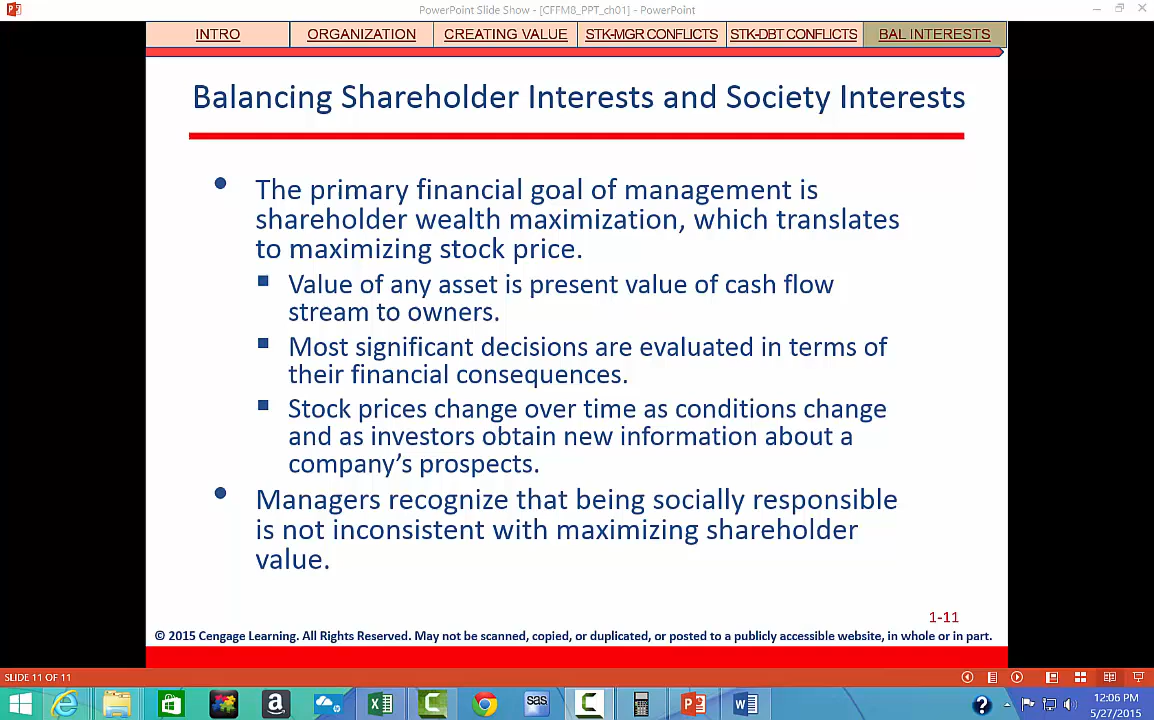 PowerPoint Slide Show - [CFFM8_PPT_ch01] - PowerPoint
INTRO ORGANIZATION CREATING VALUE STK-MGR CONFLICTS STK-DBT CONFLICTS BAL INTERESTS
Balancing Shareholder Interests and Society Interests
• The primary financial goal of management is
shareholder wealth maximization, which translates
to maximizing stock price.
▪ Value of any asset is present value of cash flow
stream to owners.
▪ Most significant decisions are evaluated in terms of
their financial consequences.
▪ Stock prices change over time as conditions change
and as investors obtain new information about a
company’s prospects.
• Managers recognize that being socially responsible
is not inconsistent with maximizing shareholder
value.
1-11
© 2015 Cengage Learning. All Rights Reserved. May not be scanned, copied, or duplicated, or posted to a publicly accessible website, in whole or in part.
SLIDE 11 OF 11
sas
12:06 PM
5/27/2015